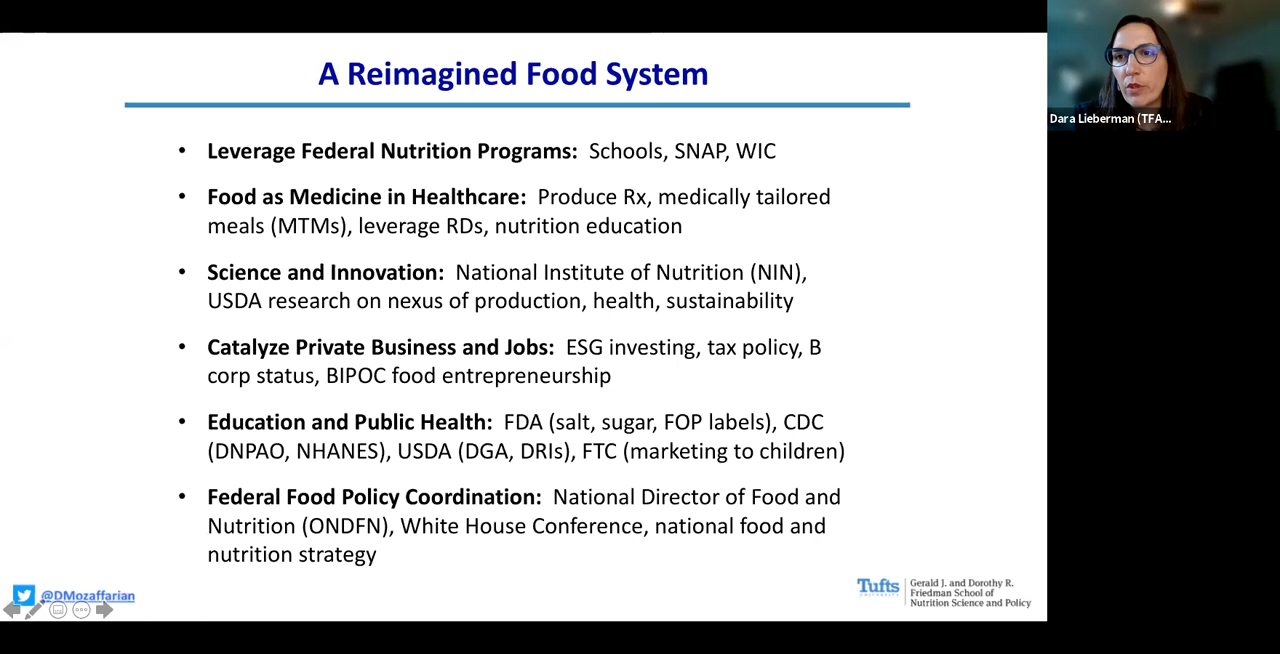 A Reimagined Food System
• Leverage Federal Nutrition Programs: Schools, SNAP, WIC
• Food as Medicine in Healthcare: Produce Rx, medically tailored
meals (MTMs), leverage RDs, nutrition education
• Science and Innovation: National Institute of Nutrition (NIN),
USDA research on nexus of production, health, sustainability
• Catalyze Private Business and Jobs: ESG investing, tax policy, B
corp status, BIPOC food entrepreneurship
• Education and Public Health: FDA (salt, sugar, FOP labels), CDC
(DNPAO, NHANES), USDA (DGA, DRIs), FTC (marketing to children)
• Federal Food Policy Coordination: National Director of Food and
Nutrition (ONDFN), White House Conference, national food and
nutrition strategy
@DMozaffarian
Tufts
UNIVERSITY
Gerald J. and Dorothy R.
Friedman School of
Nutrition Science and Policy
Dara Lieberman (TFA...